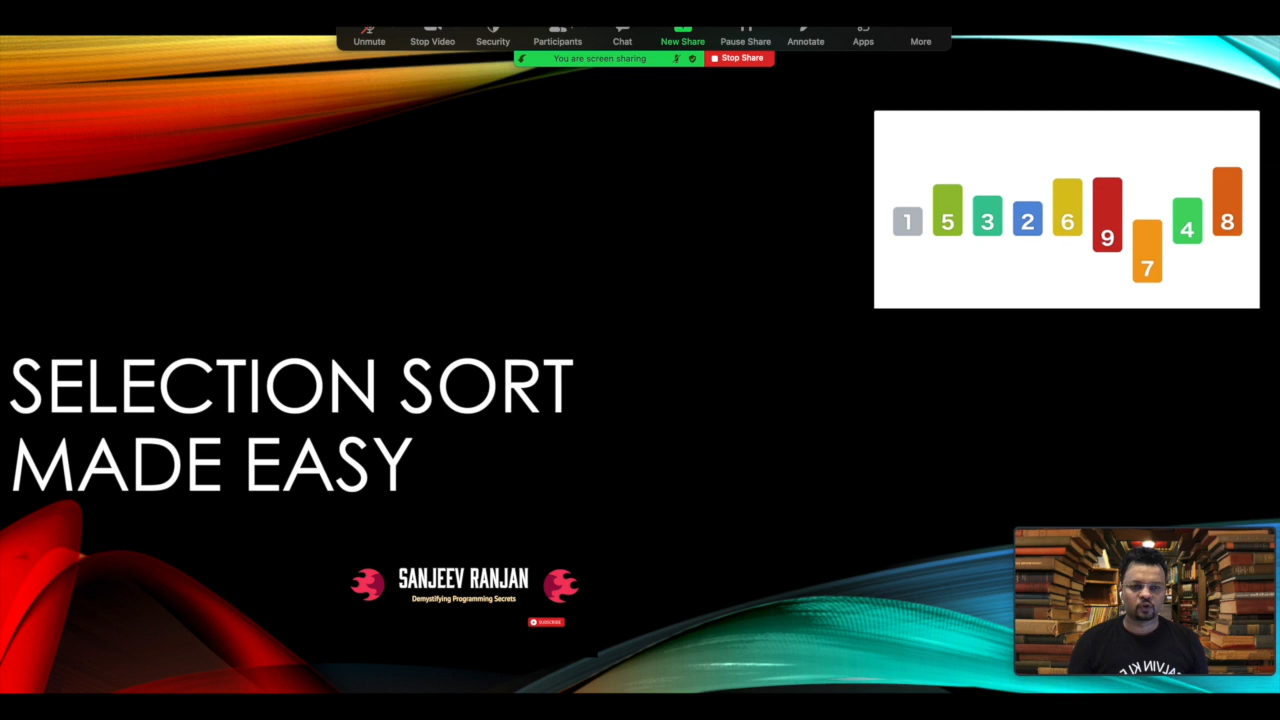 Unmute Stop Video Security Participants Chat New Share Pause Share Annotate Apps More
You are screen sharing Stop Share
1 5 3 2 6 9 7 4 8
SELECTION SORT
MADE EASY
SANJEEV RANJAN
Demystifying Programming Secrets
SUBSCRIBE